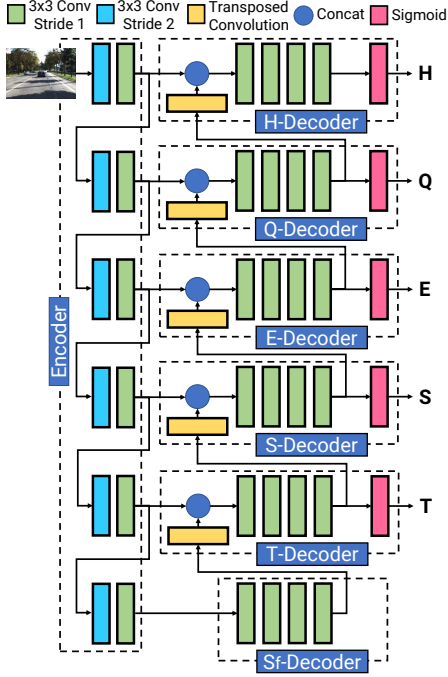 3x3 Conv
Stride 1
3x3 Conv
Stride 2
Transposed
Convolution
Concat
Sigmoid
H
H-Decoder
Q
Q-Decoder
E
E-Decoder
Encoder
S
S-Decoder
T
T-Decoder
Sf-Decoder